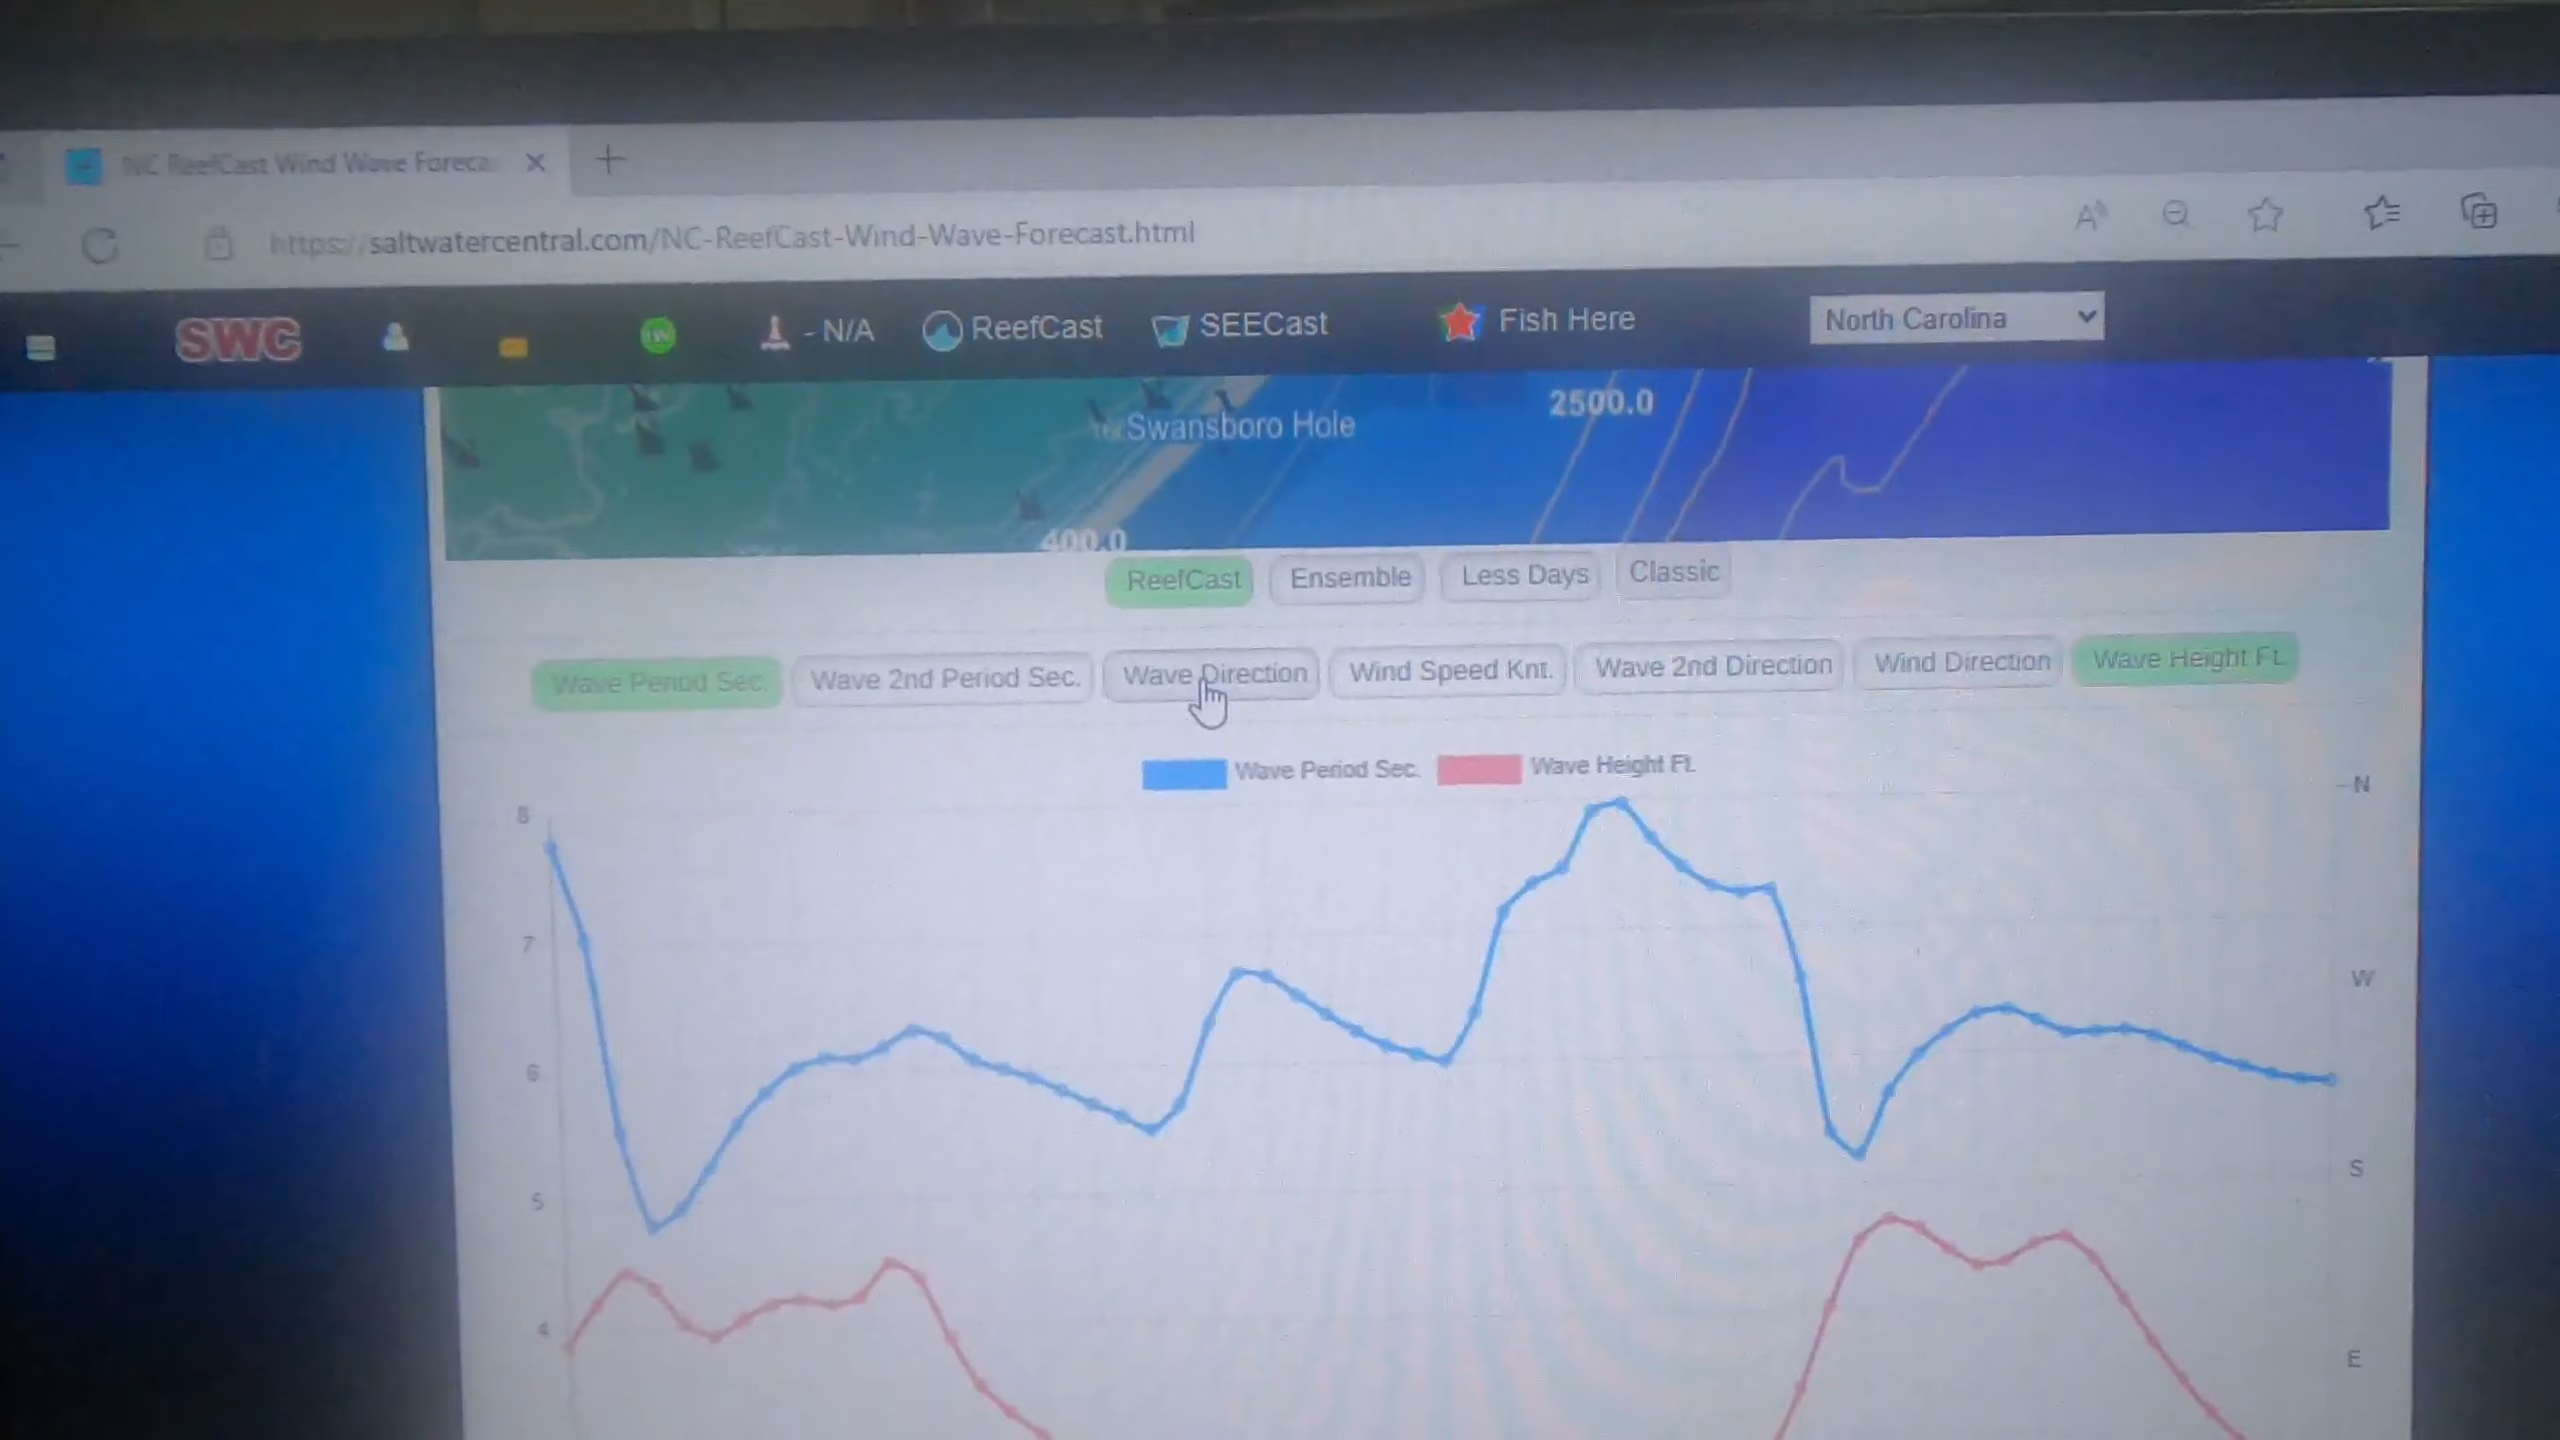 NC ReefCast Wind Wave Foreca
https://saltwatercentral.com/NC-ReefCast-Wind-Wave-Forecast.html
SWC - N/A ReefCast SEECast Fish Here North Carolina
Swansboro Hole 2500.0
400.0
ReefCast Ensemble Less Days Classic
Wave Period Sec. Wave 2nd Period Sec. Wave Direction Wind Speed Knt. Wave 2nd Direction Wind Direction Wave Height Ft.
Wave Period Sec. Wave Height Ft.
N
8
7
W
6
S
5
4
E